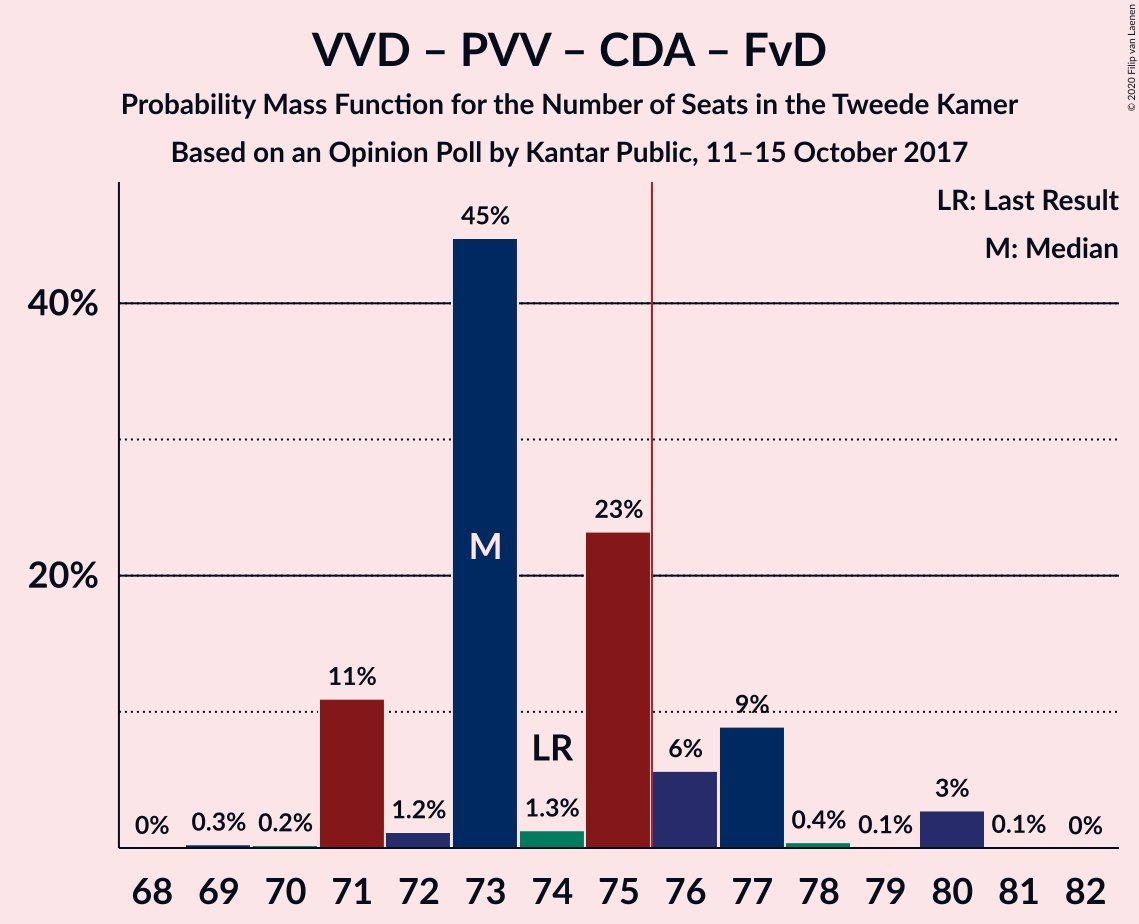 VVD – PVV – CDA – FvD
Probability Mass Function for the Number of Seats in the Tweede Kamer
Based on an Opinion Poll by Kantar Public, 11–15 October 2017
© 2020 Filip van Laenen
LR: Last Result
M: Median
40%
20%
0%
0.3%
0.2%
11%
1.2%
45%
M
LR
1.3%
23%
6%
9%
0.4%
0.1%
3%
0.1%
0%
68 69 70 71 72 73 74 75 76 77 78 79 80 81 82